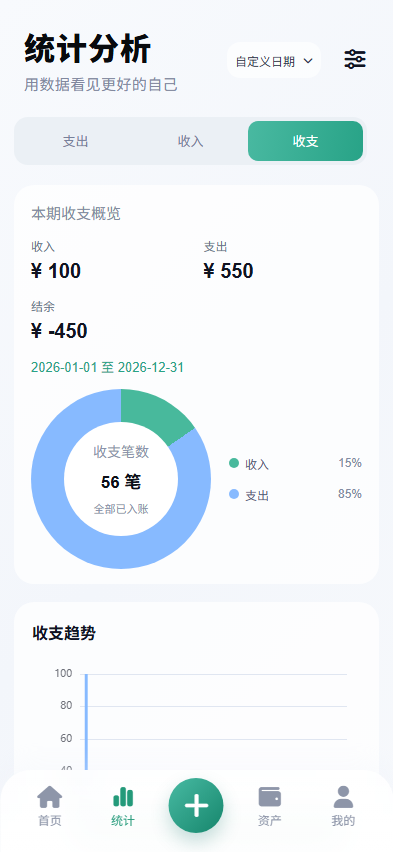 统计分析
用数据看见更好的自己
自定义日期
支出
收入
收支
本期收支概览
收入
支出
¥ 100
¥ 550
结余
¥ -450
2026-01-01 至 2026-12-31
收支笔数
56 笔
全部已入账
收入
15%
支出
85%
收支趋势
100
80
60
40
首页
统计
资产
我的